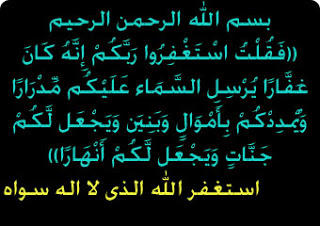 بسم الله الرحمن الرحيم
((فَقُلْتُ اسْتَغْفِرُوا رَبَّكُمْ إِنَّهُ كَانَ
غَفَّارًا يُرْسِلِ السَّمَاء عَلَيْكُم مِّدْرَارًا
وَيُمْدِدْكُمْ بِأَمْوَالٍ وَبَنِينَ وَيَجْعَل لَّكُمْ
جَنَّاتٍ وَيَجْعَل لَّكُمْ أَنْهَارًا))
استغفر الله الذى لا اله سواه